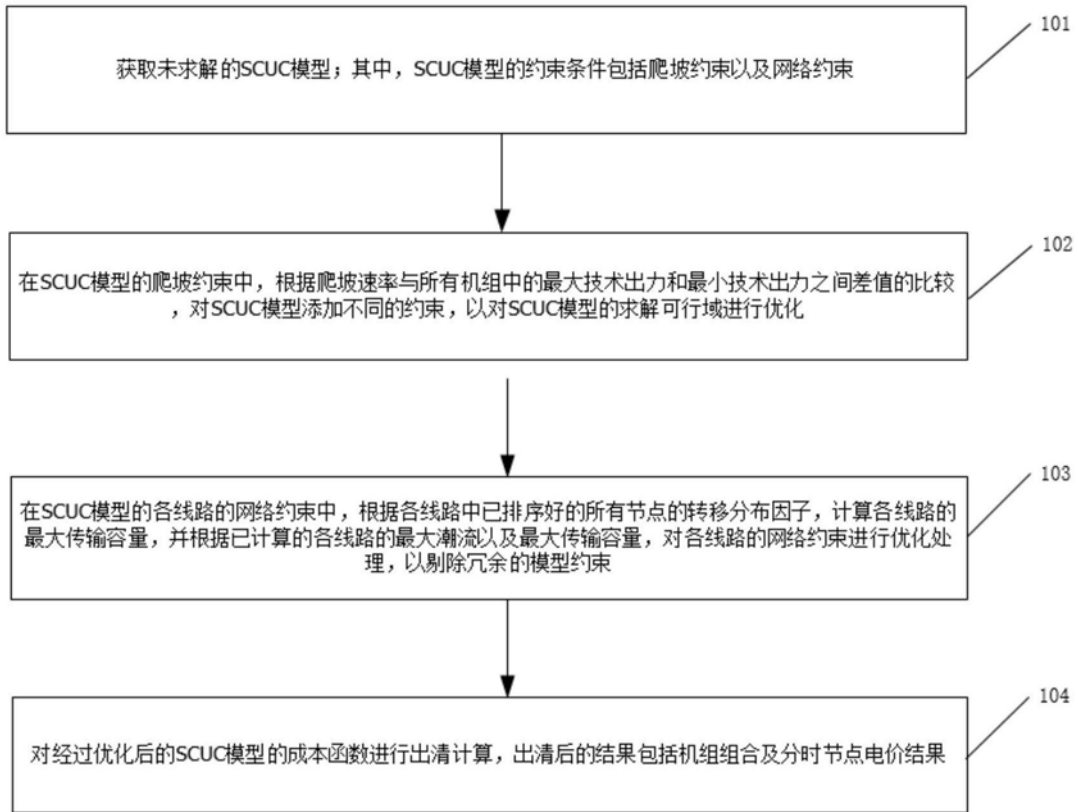 101
获取未求解的SCUC模型；其中，SCUC模型的约束条件包括爬坡约束以及网络约束
102
在SCUC模型的爬坡约束中，根据爬坡速率与所有机组中的最大技术出力和最小技术出力之间差值的比较
，对SCUC模型添加不同的约束，以对SCUC模型的求解可行域进行优化
103
在SCUC模型的各线路的网络约束中，根据各线路中已排序好的所有节点的转移分布因子，计算各线路的
最大传输容量，并根据已计算的各线路的最大潮流以及最大传输容量，对各线路的网络约束进行优化处
理，以剔除冗余的模型约束
104
对经过优化后的SCUC模型的成本函数进行出清计算，出清后的结果包括机组组合及分时节点电价结果